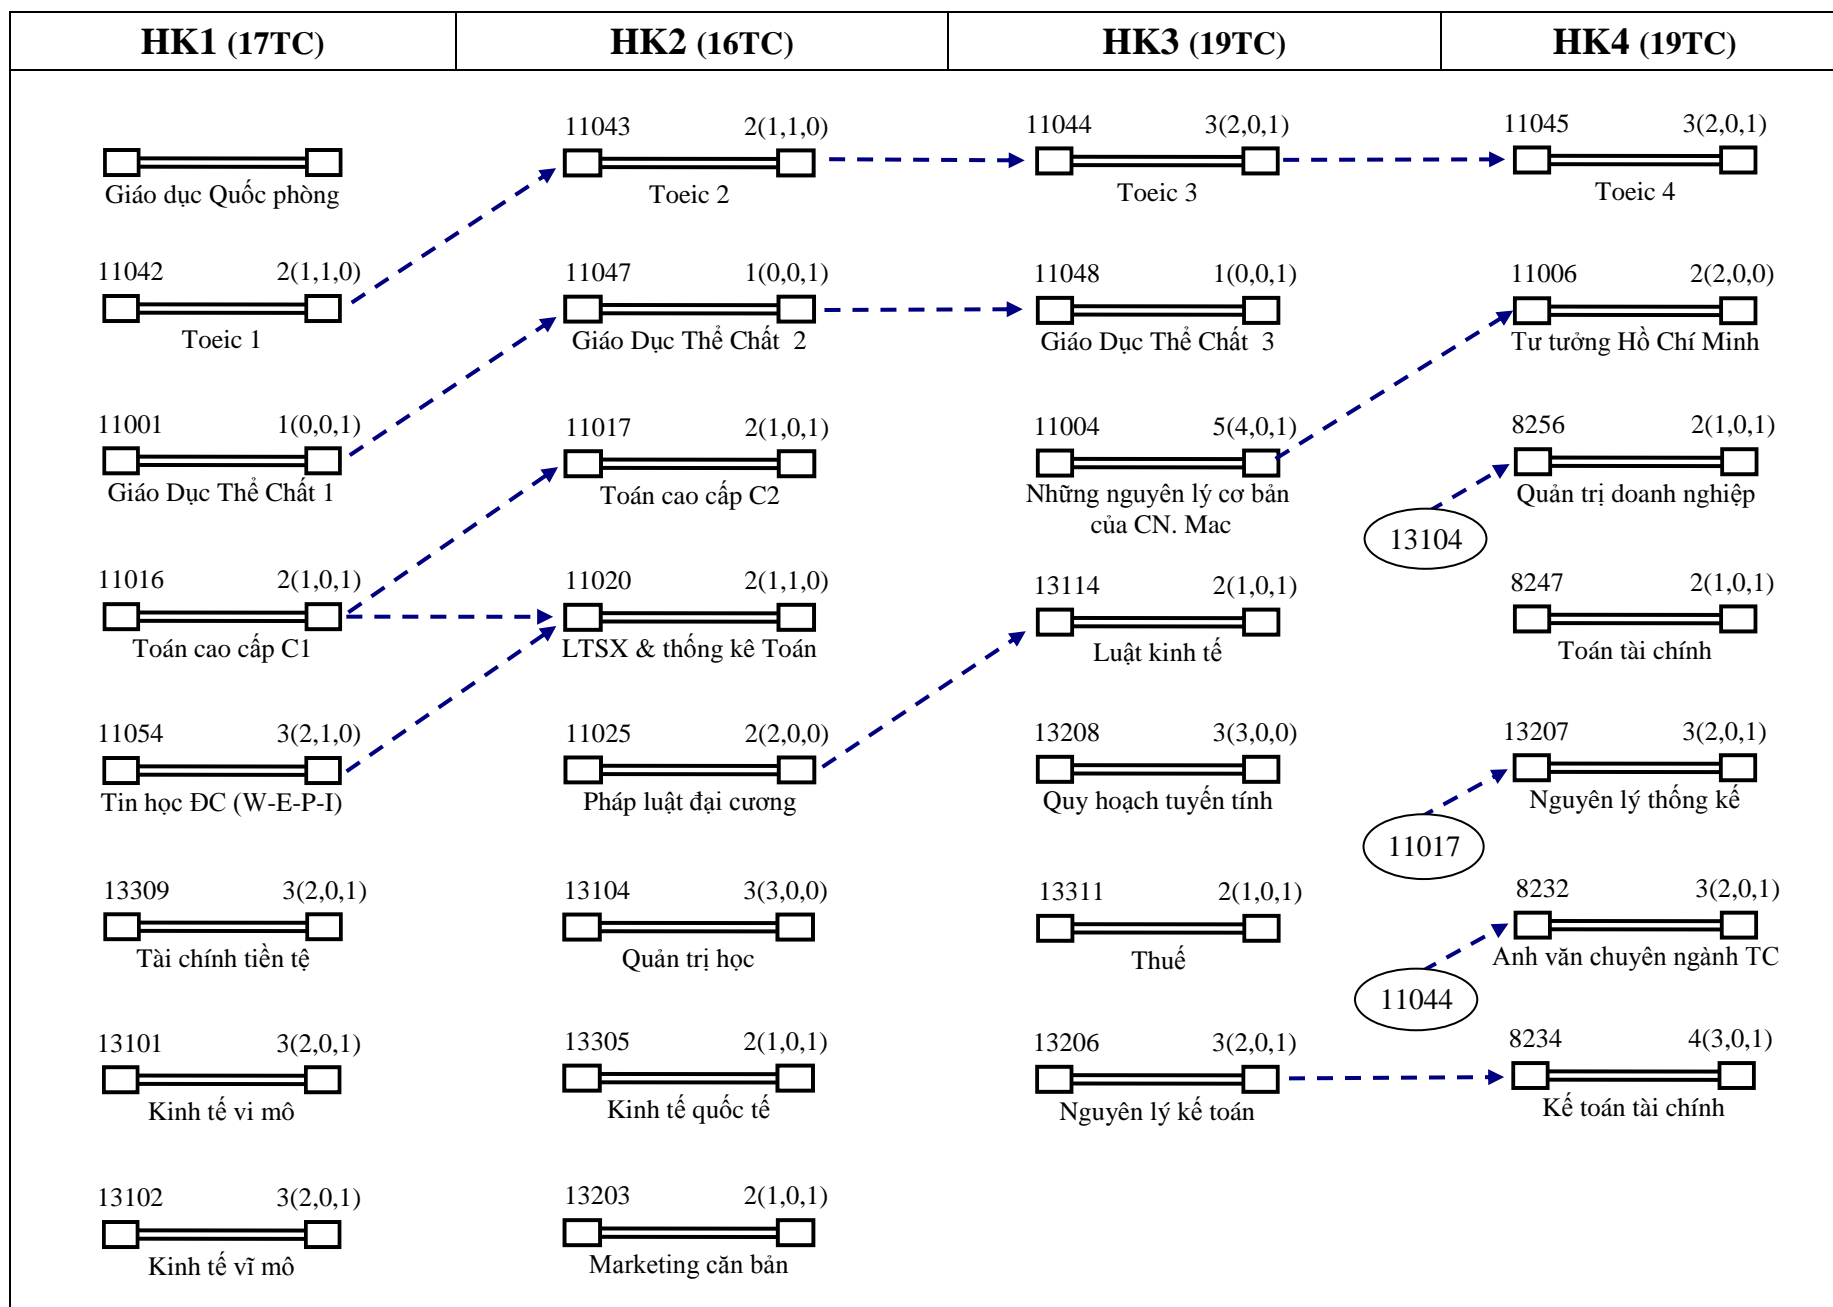 HK1 (17TC)
HK2 (16TC)
HK3 (19TC)
HK4 (19TC)
Giáo dục Quốc phòng
11043 2(1,1,0)
Toeic 2
11044 3(2,0,1)
Toeic 3
11045 3(2,0,1)
Toeic 4
11042 2(1,1,0)
Toeic 1
11047 1(0,0,1)
Giáo Dục Thể Chất 2
11048 1(0,0,1)
Giáo Dục Thể Chất 3
11006 2(2,0,0)
Tư tưởng Hồ Chí Minh
11001 1(0,0,1)
Giáo Dục Thể Chất 1
11017 2(1,0,1)
Toán cao cấp C2
11004 5(4,0,1)
Những nguyên lý cơ bản
của CN. Mac
8256 2(1,0,1)
Quản trị doanh nghiệp
13104
11016 2(1,0,1)
Toán cao cấp C1
11020 2(1,1,0)
LTSX & thống kê Toán
13114 2(1,0,1)
Luật kinh tế
8247 2(1,0,1)
Toán tài chính
11054 3(2,1,0)
Tin học ĐC (W-E-P-I)
11025 2(2,0,0)
Pháp luật đại cương
13208 3(3,0,0)
Quy hoạch tuyến tính
13207 3(2,0,1)
Nguyên lý thống kế
11017
13309 3(2,0,1)
Tài chính tiền tệ
13104 3(3,0,0)
Quản trị học
13311 2(1,0,1)
Thuế
8232 3(2,0,1)
Anh văn chuyên ngành TC
11044
13101 3(2,0,1)
Kinh tế vi mô
13305 2(1,0,1)
Kinh tế quốc tế
13206 3(2,0,1)
Nguyên lý kế toán
8234 4(3,0,1)
Kế toán tài chính
13102 3(2,0,1)
Kinh tế vĩ mô
13203 2(1,0,1)
Marketing căn bản